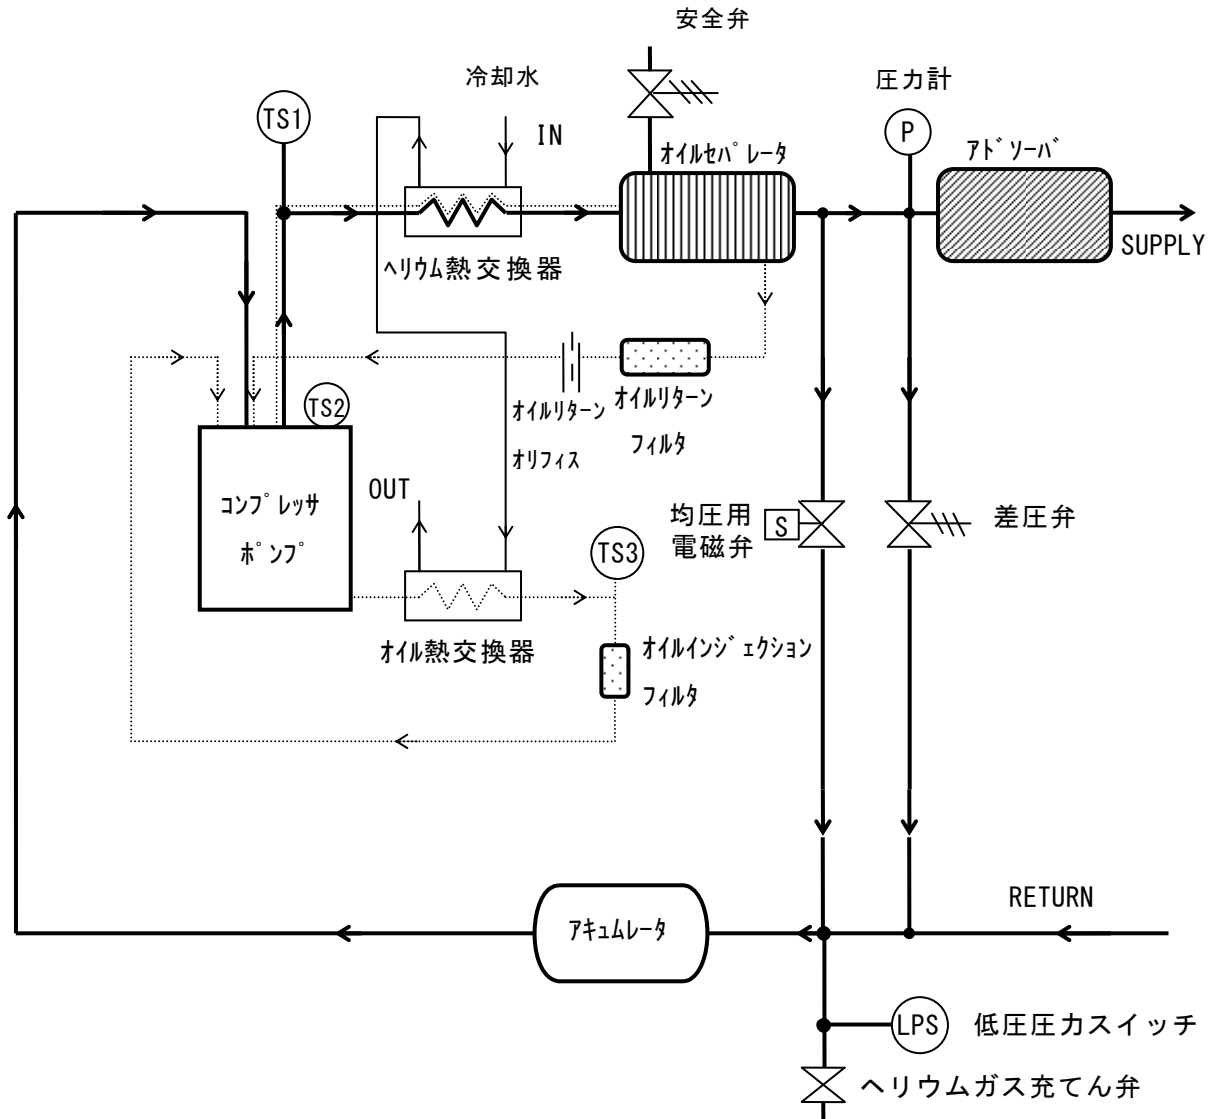 安全弁
冷却水
圧力計
TS1
IN
P
ｵｲﾙｾﾊﾟﾚｰﾀ
ｱﾄﾞｿｰﾊﾞ
SUPPLY
ﾍﾘｳﾑ熱交換器
TS2
ｵｲﾙﾘﾀｰﾝ
ｵﾘﾌｨｽ
ｵｲﾙﾘﾀｰﾝ
ﾌｨﾙﾀ
ｺﾝﾌﾟﾚｯｻ
ﾎﾟﾝﾌﾟ
OUT
均圧用
電磁弁
S
差圧弁
TS3
ｵｲﾙ熱交換器
ｵｲﾙｲﾝｼﾞｪｸｼｮﾝ
ﾌｨﾙﾀ
RETURN
ｱｷｭﾑﾚｰﾀ
LPS
低圧圧力スイッチ
ヘリウムガス充てん弁